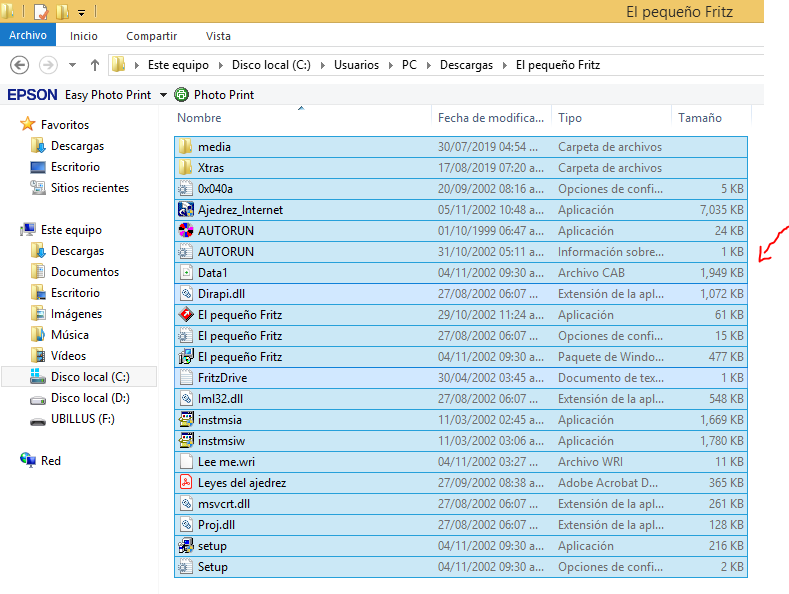 El pequeño Fritz
Archivo Inicio Compartir Vista
Este equipo Disco local (C:) Usuarios PC Descargas El pequeño Fritz
EPSON Easy Photo Print Photo Print
Nombre Fecha de modifica... Tipo Tamaño
Favoritos
Descargas
Escritorio
Sitios recientes
Este equipo
Descargas
Documentos
Escritorio
Imágenes
Música
Vídeos
Disco local (C:)
Disco local (D:)
UBILLUS (F:)
Red
media 30/07/2019 04:54 ... Carpeta de archivos
Xtras 17/08/2019 07:20 a... Carpeta de archivos
0x040a 20/09/2002 08:16 a... Opciones de confi... 5 KB
Ajedrez_Internet 05/11/2002 10:48 a... Aplicación 7,035 KB
AUTORUN 01/10/1999 06:47 a... Aplicación 24 KB
AUTORUN 31/10/2002 05:11 a... Información sobre... 1 KB
Data1 04/11/2002 09:30 a... Archivo CAB 1,949 KB
Dirapi.dll 27/08/2002 06:07 ... Extensión de la apl... 1,072 KB
El pequeño Fritz 29/10/2002 11:24 a... Aplicación 61 KB
El pequeño Fritz 27/08/2002 06:07 ... Opciones de confi... 15 KB
El pequeño Fritz 04/11/2002 09:30 a... Paquete de Windo... 477 KB
FritzDrive 30/04/2002 03:45 a... Documento de tex... 1 KB
Iml32.dll 27/08/2002 06:07 ... Extensión de la apl... 548 KB
instmsia 11/03/2002 02:45 a... Aplicación 1,669 KB
instmsiw 11/03/2002 03:06 a... Aplicación 1,780 KB
Lee me.wri 04/11/2002 03:27 ... Archivo WRI 11 KB
Leyes del ajedrez 27/09/2002 08:38 a... Adobe Acrobat D... 365 KB
msvcrt.dll 27/08/2002 06:07 ... Extensión de la apl... 261 KB
Proj.dll 27/08/2002 06:07 ... Extensión de la apl... 128 KB
setup 04/11/2002 09:30 a... Aplicación 216 KB
Setup 04/11/2002 09:30 a... Opciones de confi... 2 KB